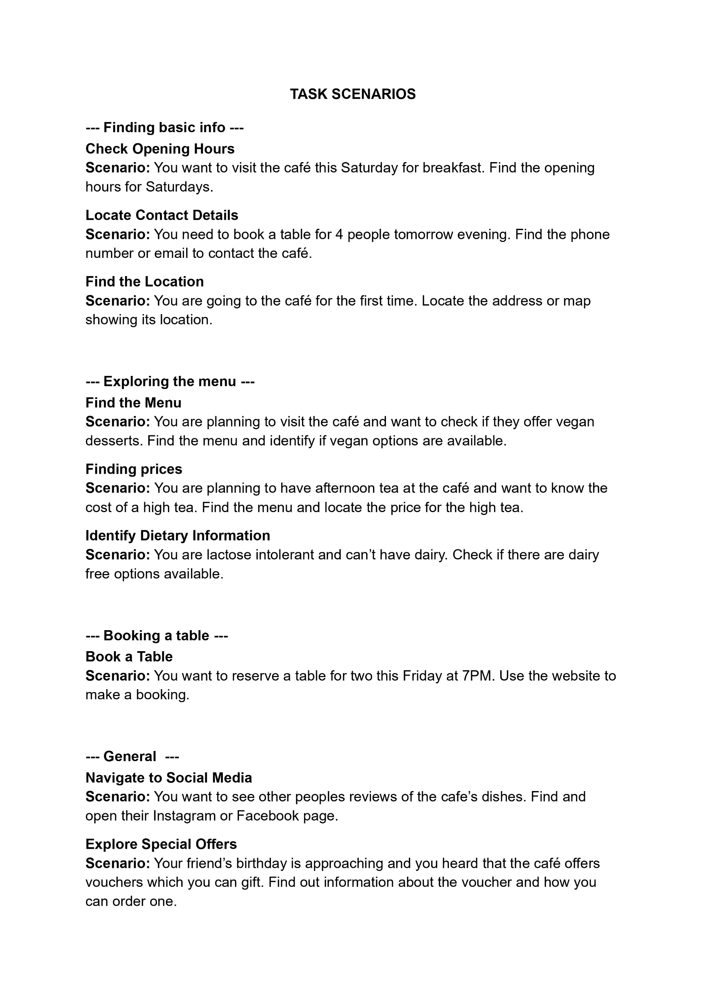 TASK SCENARIOS
--- Finding basic info ---
Check Opening Hours
Scenario: You want to visit the café this Saturday for breakfast. Find the opening
hours for Saturdays.
Locate Contact Details
Scenario: You need to book a table for 4 people tomorrow evening. Find the phone
number or email to contact the café.
Find the Location
Scenario: You are going to the café for the first time. Locate the address or map
showing its location.
--- Exploring the menu ---
Find the Menu
Scenario: You are planning to visit the café and want to check if they offer vegan
desserts. Find the menu and identify if vegan options are available.
Finding prices
Scenario: You are planning to have afternoon tea at the café and want to know the
cost of a high tea. Find the menu and locate the price for the high tea.
Identify Dietary Information
Scenario: You are lactose intolerant and can’t have dairy. Check if there are dairy
free options available.
--- Booking a table ---
Book a Table
Scenario: You want to reserve a table for two this Friday at 7PM. Use the website to
make a booking.
--- General  ---
Navigate to Social Media
Scenario: You want to see other peoples reviews of the cafe’s dishes. Find and
open their Instagram or Facebook page.
Explore Special Offers
Scenario: Your friend’s birthday is approaching and you heard that the café offers
vouchers which you can gift. Find out information about the voucher and how you
can order one.